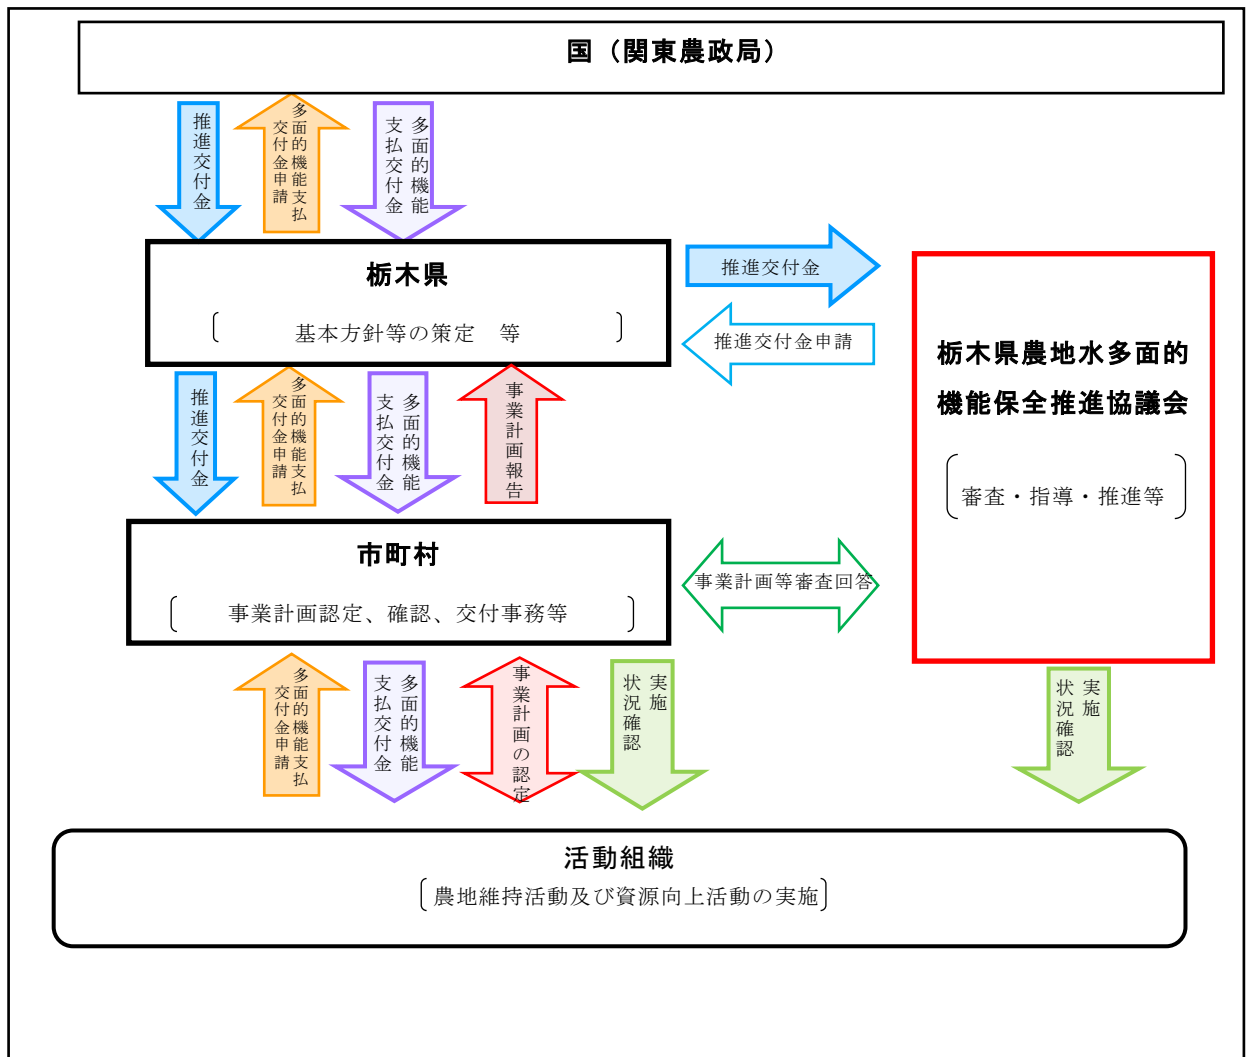 国（関東農政局）
推進交付金
多面的機能支払
交付金申請
多面的機能
支払交付金
栃木県
基本方針等の策定　等
推進交付金
推進交付金申請
栃木県農地水多面的
機能保全推進協議会
審査・指導・推進等
推進交付金
多面的機能支払
交付金申請
多面的機能
支払交付金
事業計画報告
市町村
事業計画認定、確認、交付事務等
事業計画等審査回答
多面的機能支払
交付金申請
多面的機能
支払交付金
事業計画の認定
実施
状況確認
実施
状況確認
活動組織
農地維持活動及び資源向上活動の実施